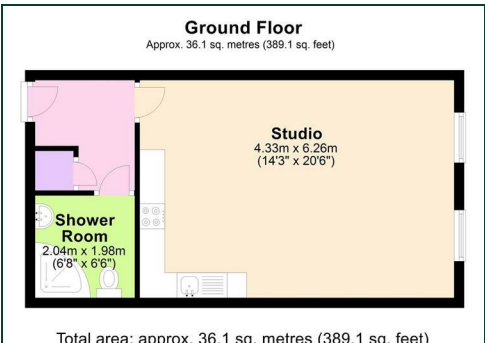 Ground Floor
Approx. 36.1 sq. metres (389.1 sq. feet)
Studio
4.33m x 6.26m
(14'3" x 20'6")
Shower
Room
2.04m x 1.98m
(6'8" x 6'6")
Total area: approx. 36.1 sq. metres (389.1 sq. feet)